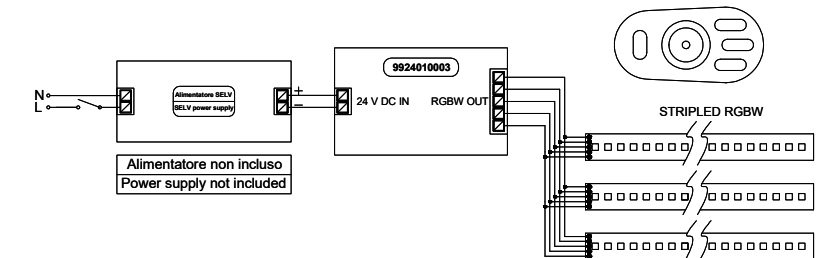 9924010003
N
L
Alimentatore SELV
SELV power supply
+
−
24 V DC IN
RGBW OUT
STRIPLED RGBW
Alimentatore non incluso
Power supply not included